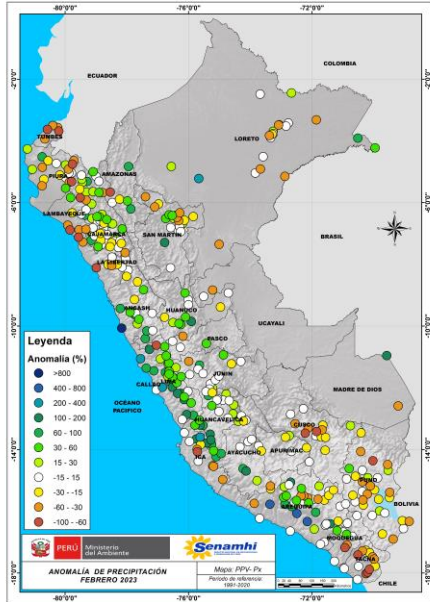 -80°0'0"
-76°0'0"
-72°0'0"
ECUADOR
COLOMBIA
-2°0'0"
TUMBES
LORETO
PIURA
AMAZONAS
-6°0'0"
LAMBAYEQUE
CAJAMARCA
SAN MARTIN
BRASIL
LA LIBERTAD
ANCASH
HUANUCO
-10°0'0"
UCAYALI
PASCO
Leyenda
Anomalia (%)
>800
400 - 800
200 - 400
100 - 200
60 - 100
30 - 60
15 - 30
-15 - 15
-30 - -15
-60 - -30
-100 - -60
LIMA
CALLAO
JUNIN
MADRE DE DIOS
OCEANO
PACIFICO
HUANCAVELICA
CUSCO
-14°0'0"
ICA
AYACUCHO
APURIMAC
PUNO
AREQUIPA
BOLIVIA
MOQUEGUA
TACNA
-18°0'0"
CHILE
PERÚ
Ministerio
del Ambiente
Senamhi
ANOMALÍA DE PRECIPITACIÓN
FEBRERO 2023
Mapa: PPV- Px
Periodo de referencia:
1991-2020